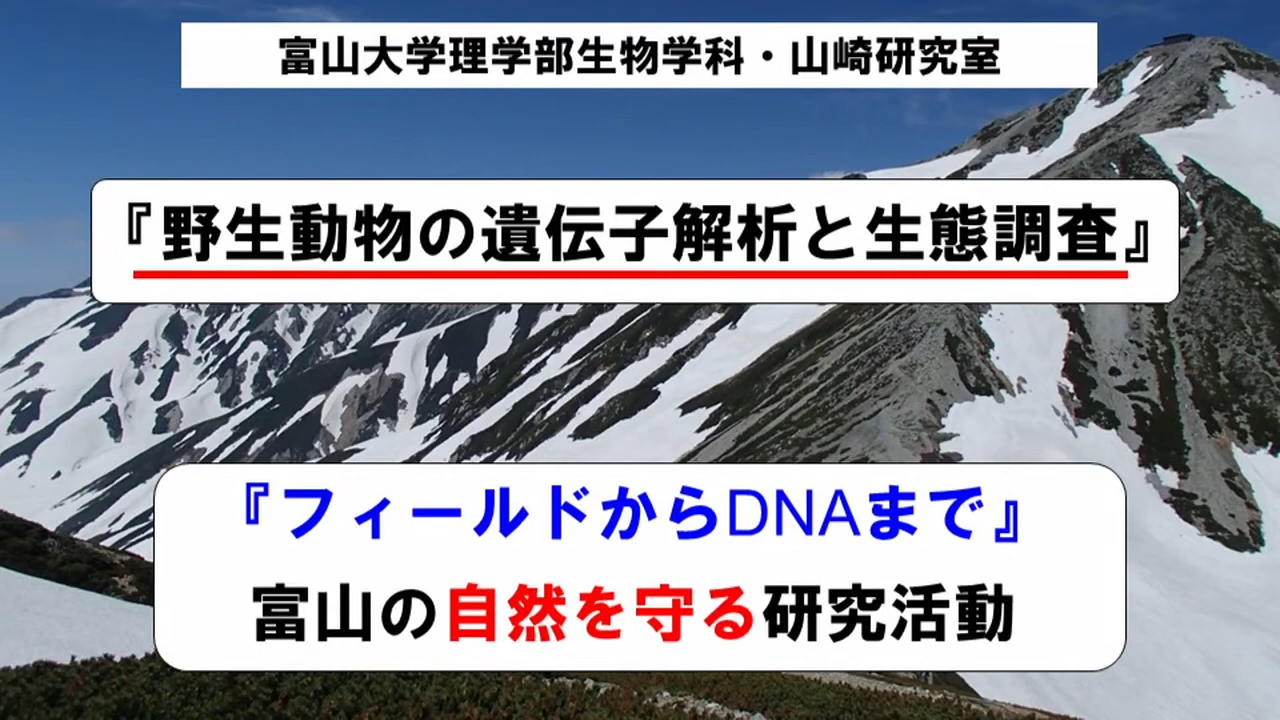 富山大学理学部生物学科・山崎研究室
『野生動物の遺伝子解析と生態調査』
『フィールドからDNAまで』
富山の自然を守る研究活動